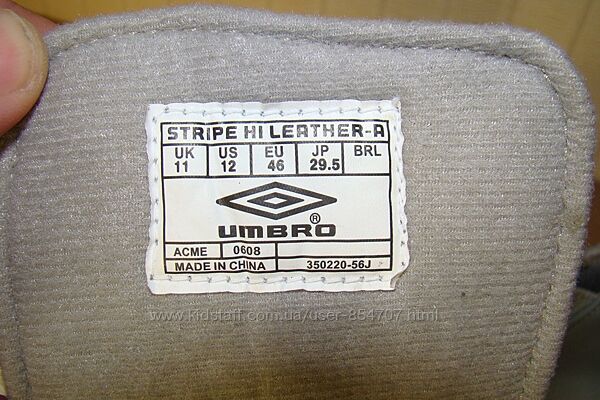 STRIPE HI LEATHER-A
UK US EU JP BRL
11 12 46 29.5
®
UMBRO
ACME 0608
MADE IN CHINA 350220-56J
www.kidstaff.com.ua/user-854707.html